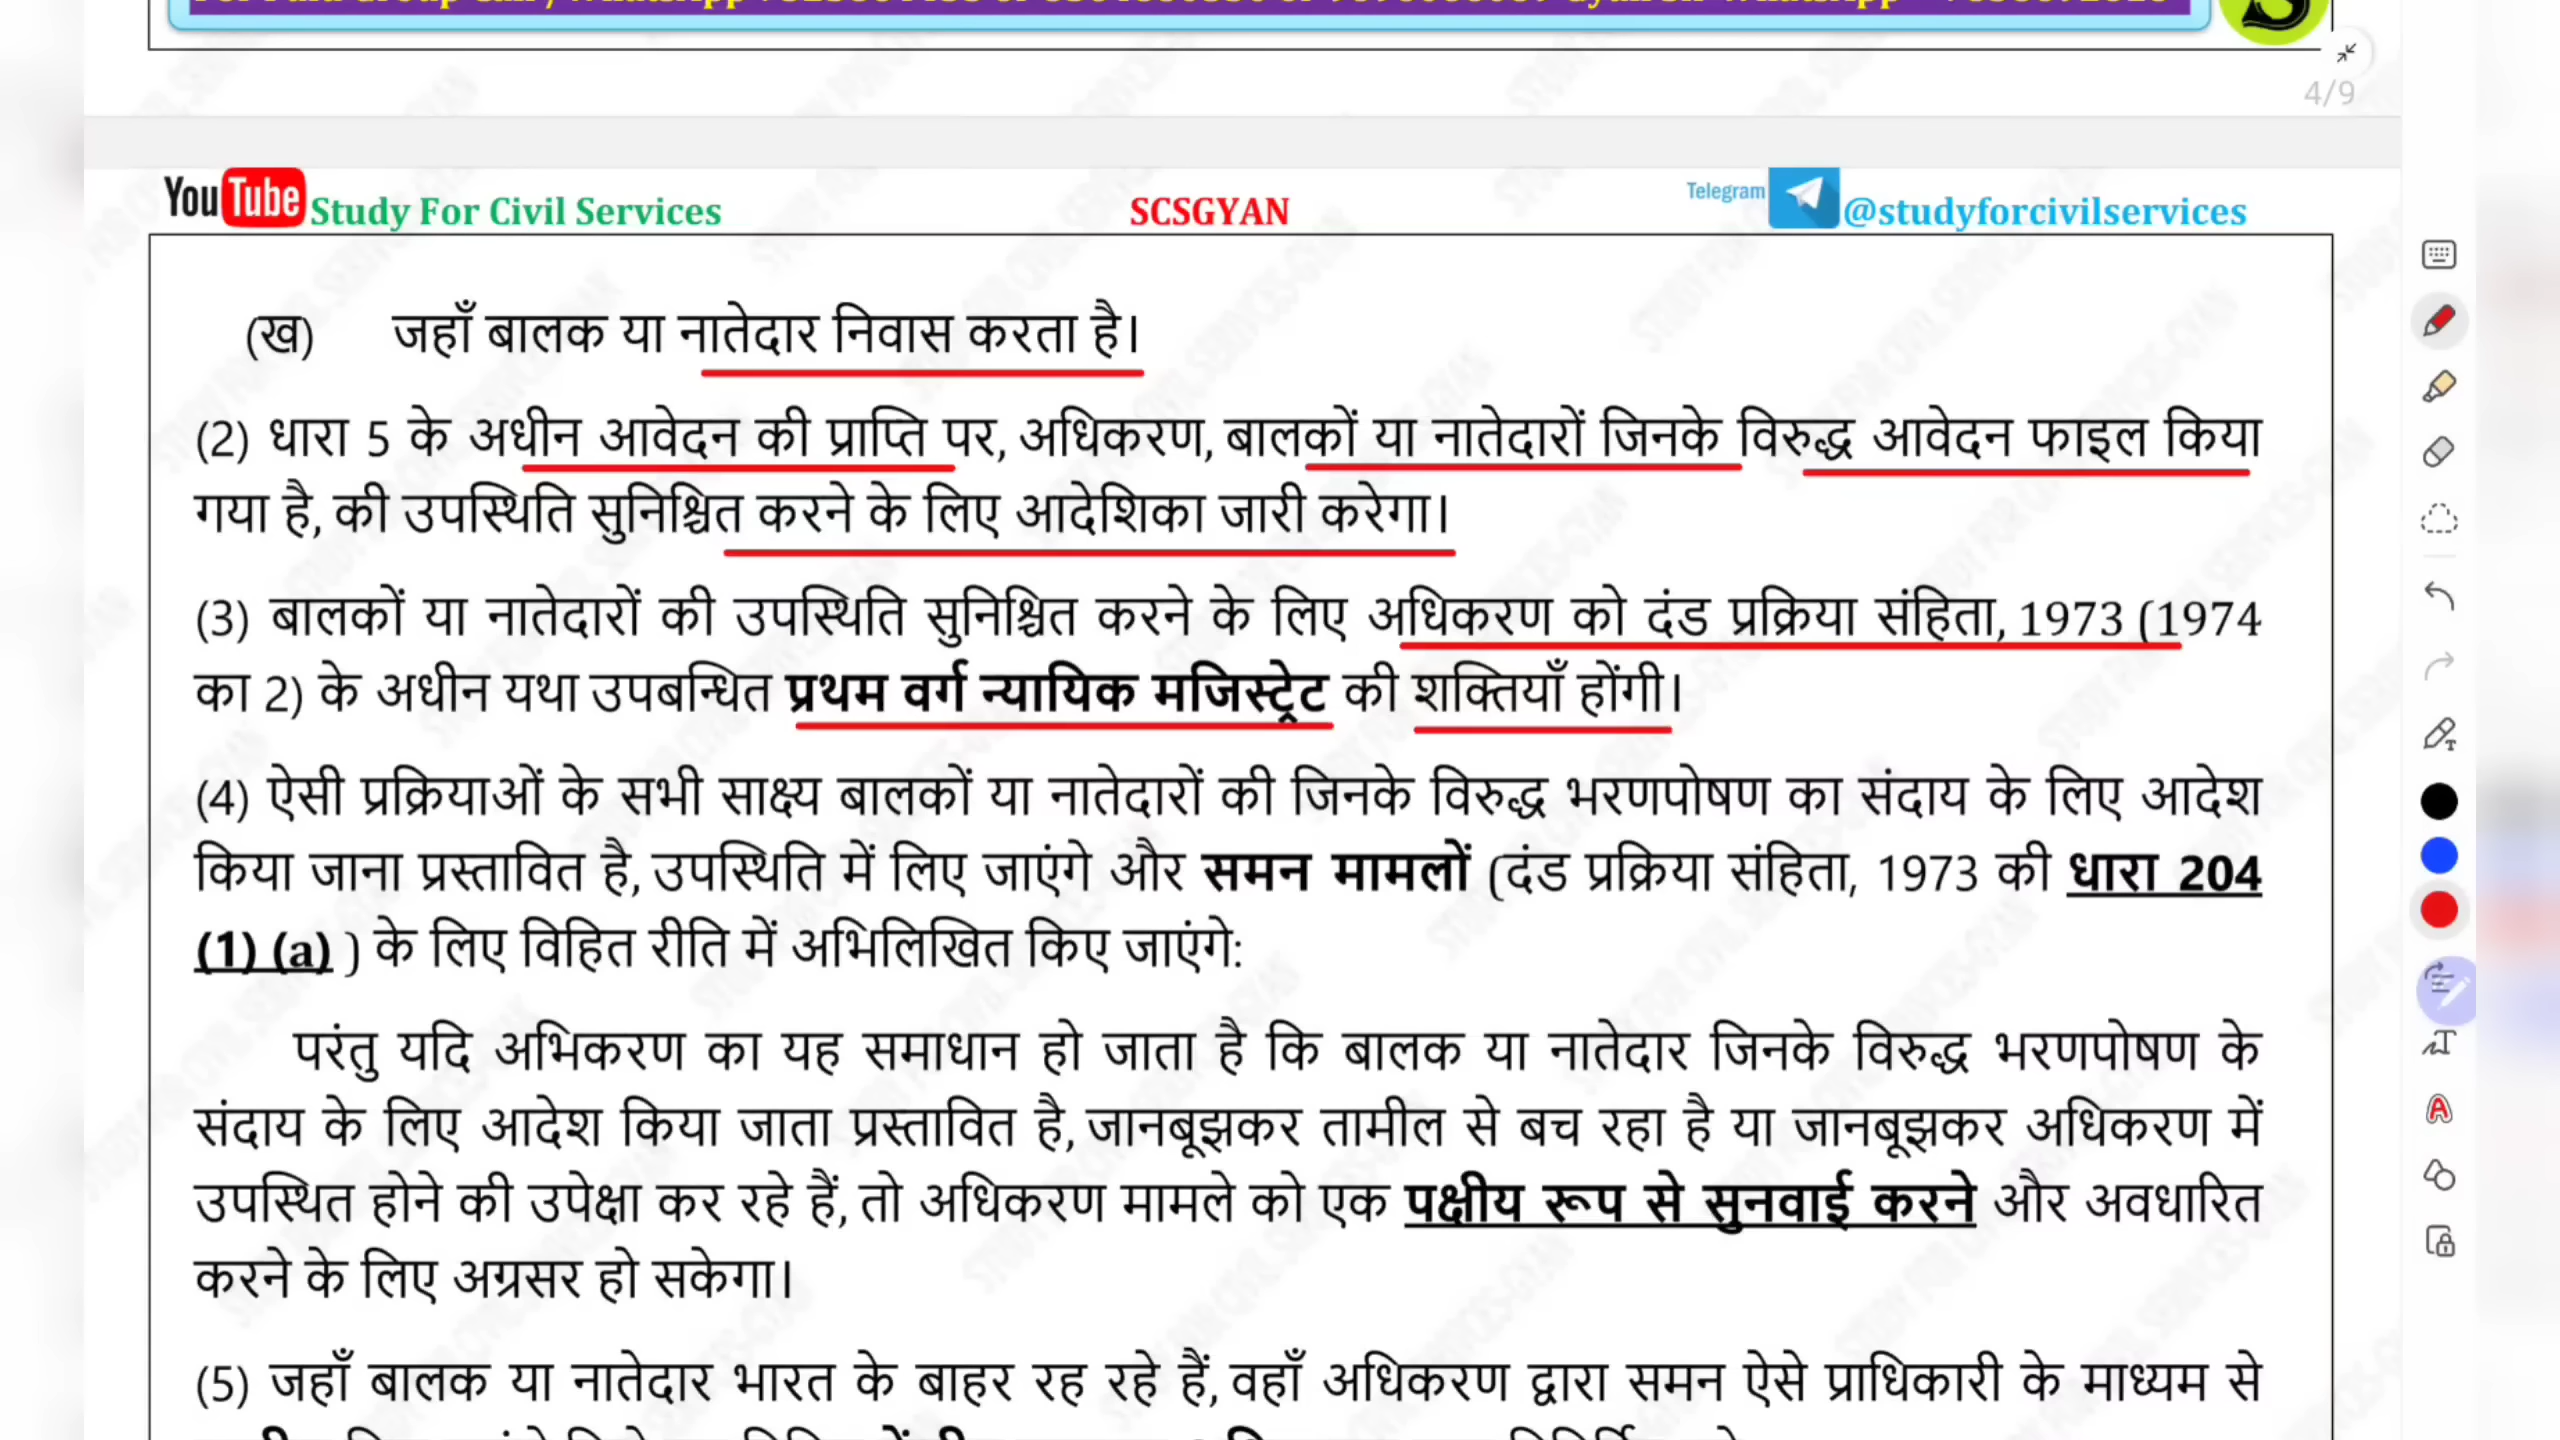 4/9
YouTube Study For Civil Services SCSGYAN Telegram @studyforcivilservices
(ख) जहाँ बालक या नातेदार निवास करता है।
(2) धारा 5 के अधीन आवेदन की प्राप्ति पर, अधिकरण, बालकों या नातेदारों जिनके विरुद्ध आवेदन फाइल किया
गया है, की उपस्थिति सुनिश्चित करने के लिए आदेशिका जारी करेगा।
(3) बालकों या नातेदारों की उपस्थिति सुनिश्चित करने के लिए अधिकरण को दंड प्रक्रिया संहिता, 1973 (1974
का 2) के अधीन यथा उपबन्धित प्रथम वर्ग न्यायिक मजिस्ट्रेट की शक्तियाँ होंगी।
(4) ऐसी प्रक्रियाओं के सभी साक्ष्य बालकों या नातेदारों की जिनके विरुद्ध भरणपोषण का संदाय के लिए आदेश
किया जाना प्रस्तावित है, उपस्थिति में लिए जाएंगे और समन मामलों (दंड प्रक्रिया संहिता, 1973 की धारा 204
(1) (a) ) के लिए विहित रीति में अभिलिखित किए जाएंगे:
परंतु यदि अभिकरण का यह समाधान हो जाता है कि बालक या नातेदार जिनके विरुद्ध भरणपोषण के
संदाय के लिए आदेश किया जाता प्रस्तावित है, जानबूझकर तामील से बच रहा है या जानबूझकर अधिकरण में
उपस्थित होने की उपेक्षा कर रहे हैं, तो अधिकरण मामले को एक पक्षीय रूप से सुनवाई करने और अवधारित
करने के लिए अग्रसर हो सकेगा।
(5) जहाँ बालक या नातेदार भारत के बाहर रह रहे हैं, वहाँ अधिकरण द्वारा समन ऐसे प्राधिकारी के माध्यम से